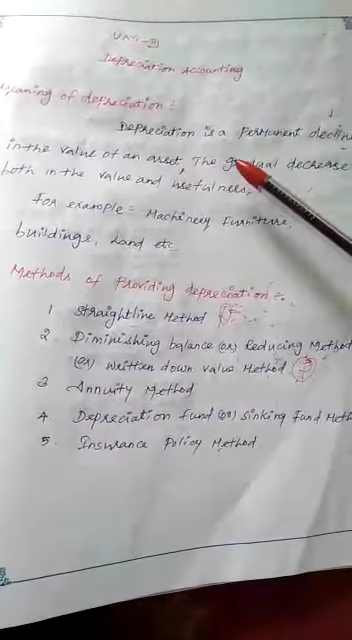 UNIT-III
Depreciation Accounting
Meaning of depreciation :-
Depreciation is a permanent declin
in the value of an asset. The gradual decrease
both in the value and usefulness.
For example = Machinery Furniture,
buildings, Land etc
Methods of Providing depreciation :-
1 straightline Method
2 Diminishing balance (or) Reducing Method
(or) written down value Method
3 Annuity Method
4. Depreciation fund (or) sinking Fund Meth
5. Insurance Policy Method